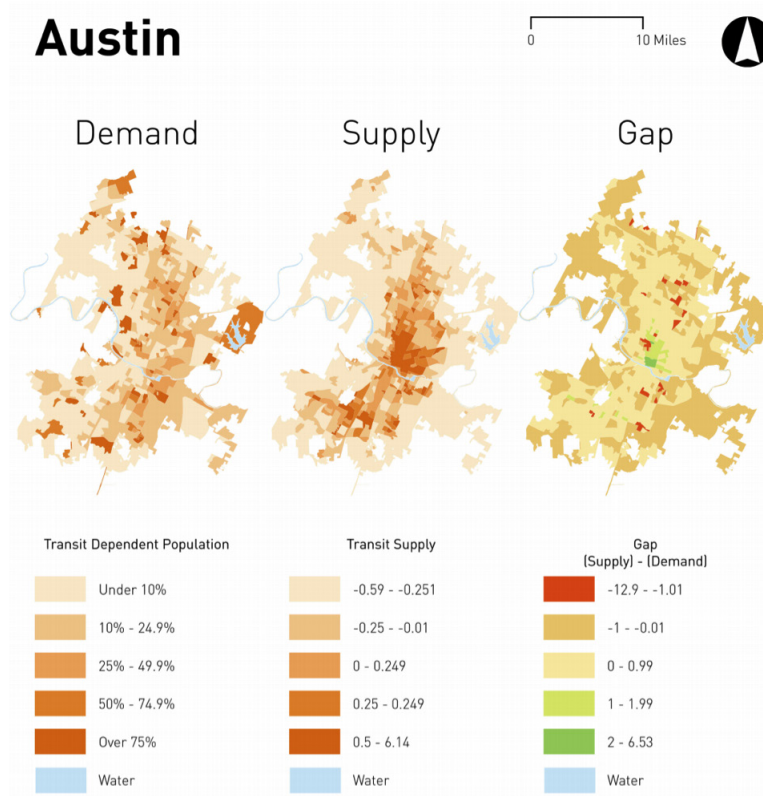 Austin
0 10 Miles
Demand
Supply
Gap
Transit Dependent Population
Under 10%
10% - 24.9%
25% - 49.9%
50% - 74.9%
Over 75%
Water
Transit Supply
-0.59 - -0.251
-0.25 - -0.01
0 - 0.249
0.25 - 0.249
0.5 - 6.14
Water
Gap
(Supply) - (Demand)
-12.9 - -1.01
-1 - -0.01
0 - 0.99
1 - 1.99
2 - 6.53
Water